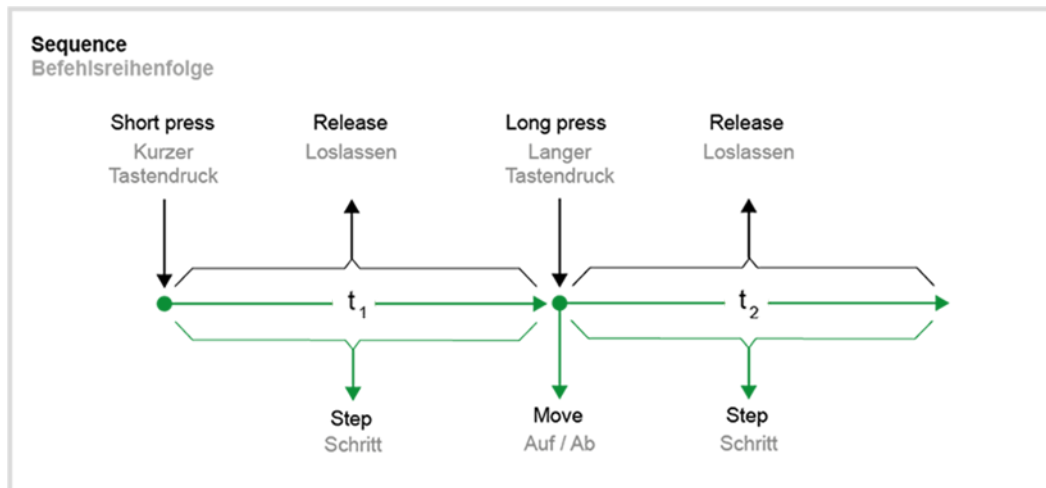 Sequence
Befehlsreihenfolge
Short press
Kurzer
Tastendruck
Release
Loslassen
Long press
Langer
Tastendruck
Release
Loslassen
t1
t2
Step
Schritt
Move
Auf / Ab
Step
Schritt